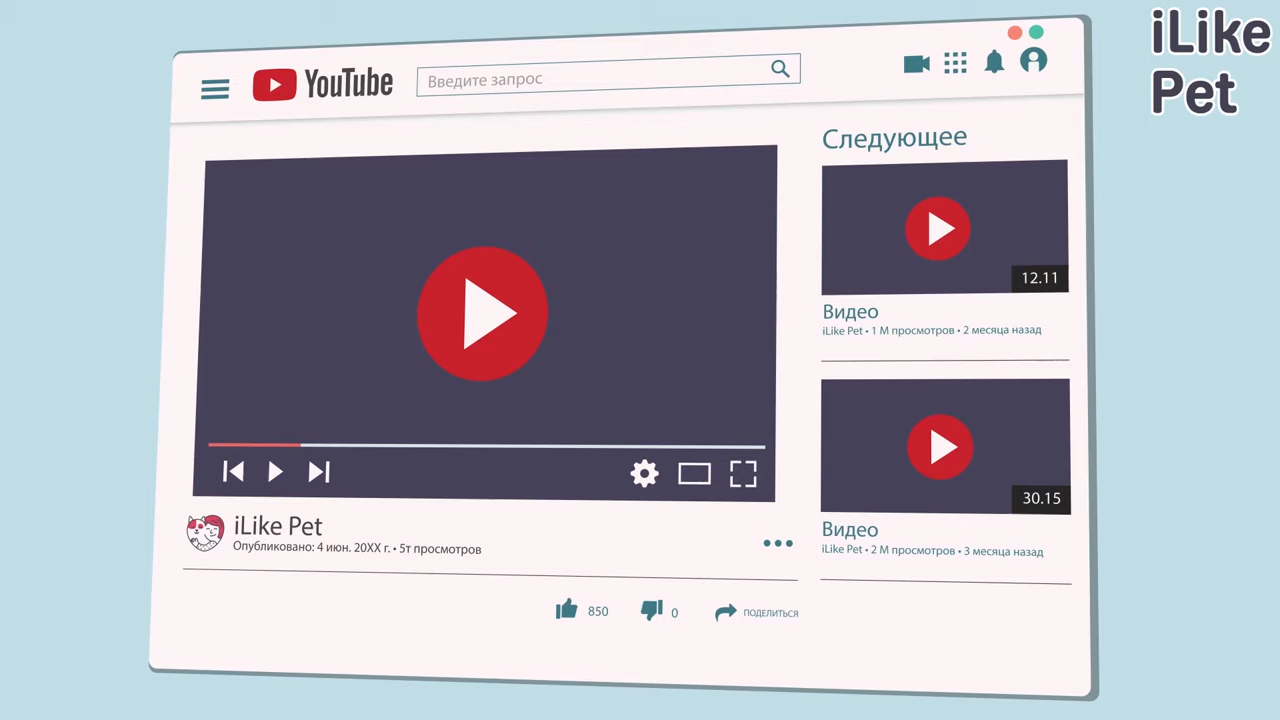 iLike
Pet
YouTube
Введите запрос
Следующее
12.11
Видео
iLike Pet • 1 М просмотров • 2 месяца назад
30.15
Видео
iLike Pet • 2 М просмотров • 3 месяца назад
iLike Pet
Опубликовано: 4 июн. 20XX г. • 5т просмотров
850
0
ПОДЕЛИТЬСЯ